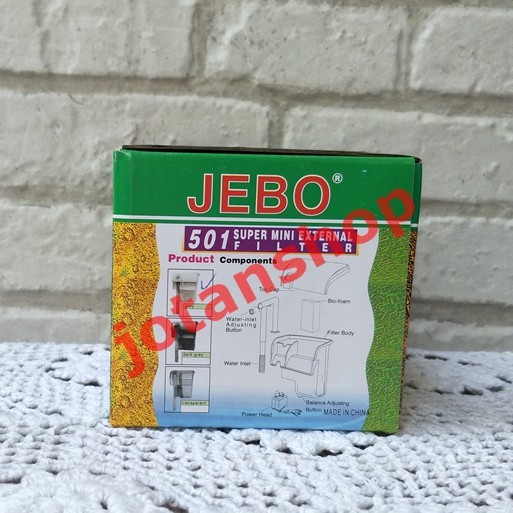 JEBO®
501 SUPER MINI EXTERNAL
FILTER
Product Components
Top Cap
Bio-foam
Water-inlet
Adjusting
Button
Filter Body
dark grey
Water Inlet
transparent
Balance Adjusting
Button
Power Head
MADE IN CHINA
jotanshop